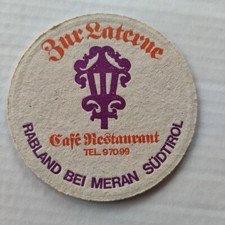 Zur Laterne
Café Restaurant
TEL. 97099
RABLAND BEI MERAN SÜDTIROL